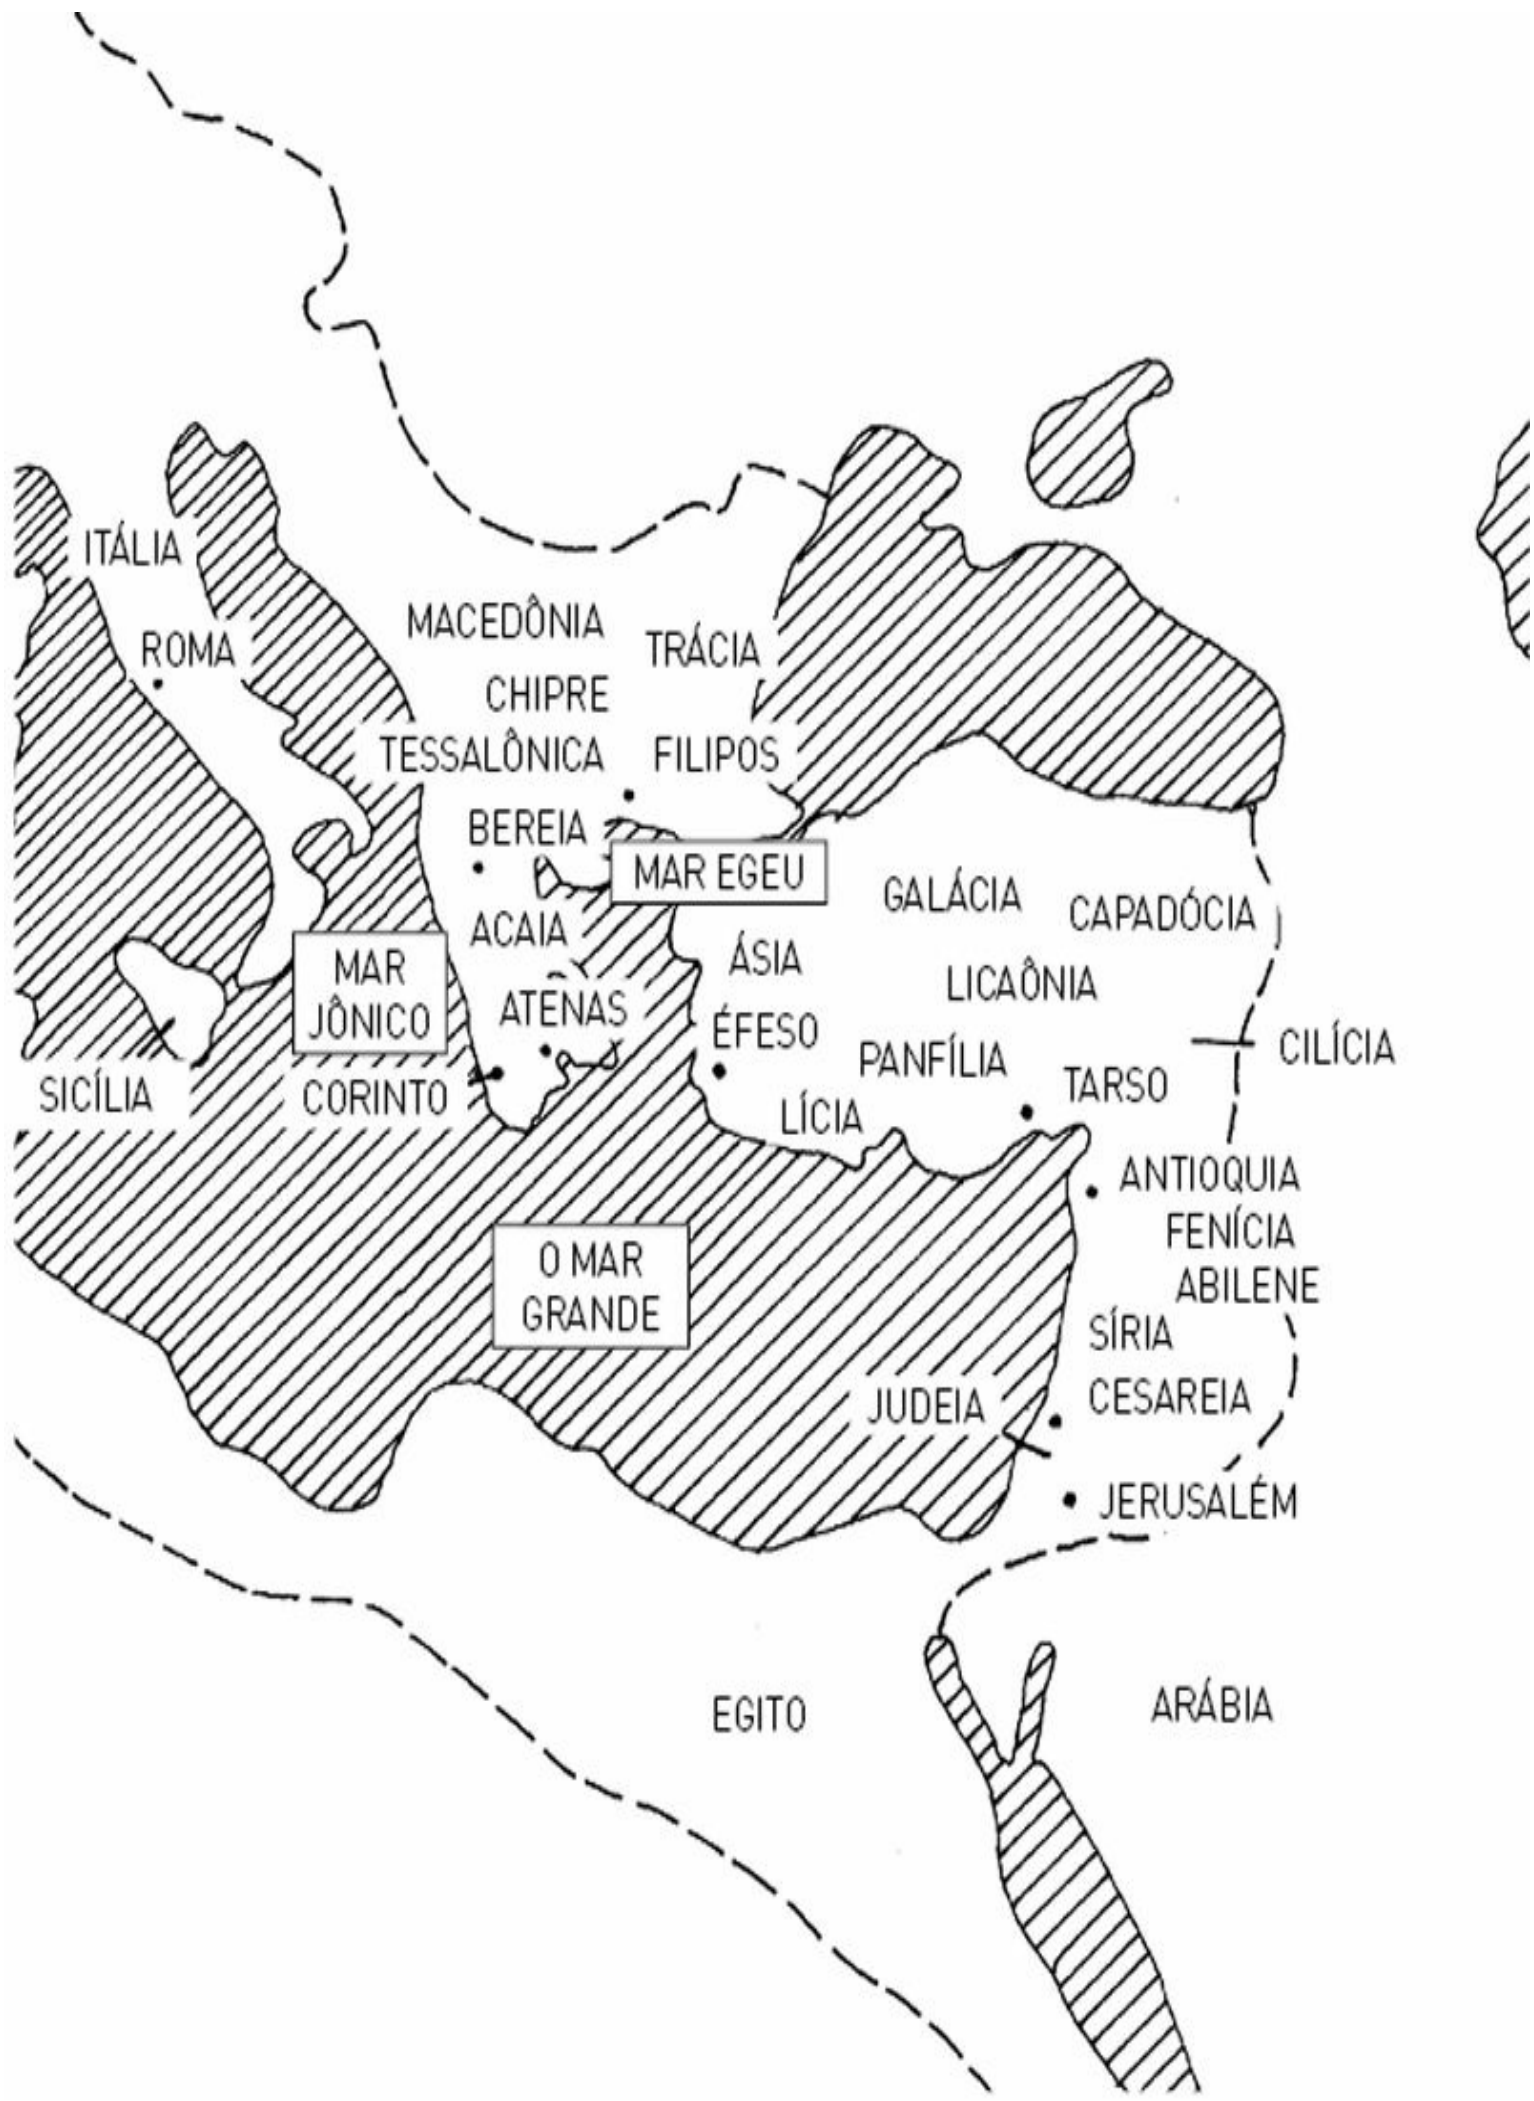 ITÁLIA
MACEDÔNIA
TRÁCIA
ROMA
CHIPRE
TESSALÔNICA
FILIPOS
BEREIA
MAR EGEU
GALÁCIA
CAPADÓCIA
ACAIA
ÁSIA
MAR
JÔNICO
LICAÔNIA
ATENAS
ÉFESO
PANFÍLIA
CILÍCIA
SICÍLIA
CORINTO
TARSO
LÍCIA
ANTIOQUIA
FENÍCIA
O MAR
GRANDE
ABILENE
SÍRIA
JUDEIA
CESAREIA
JERUSALÉM
EGITO
ARÁBIA